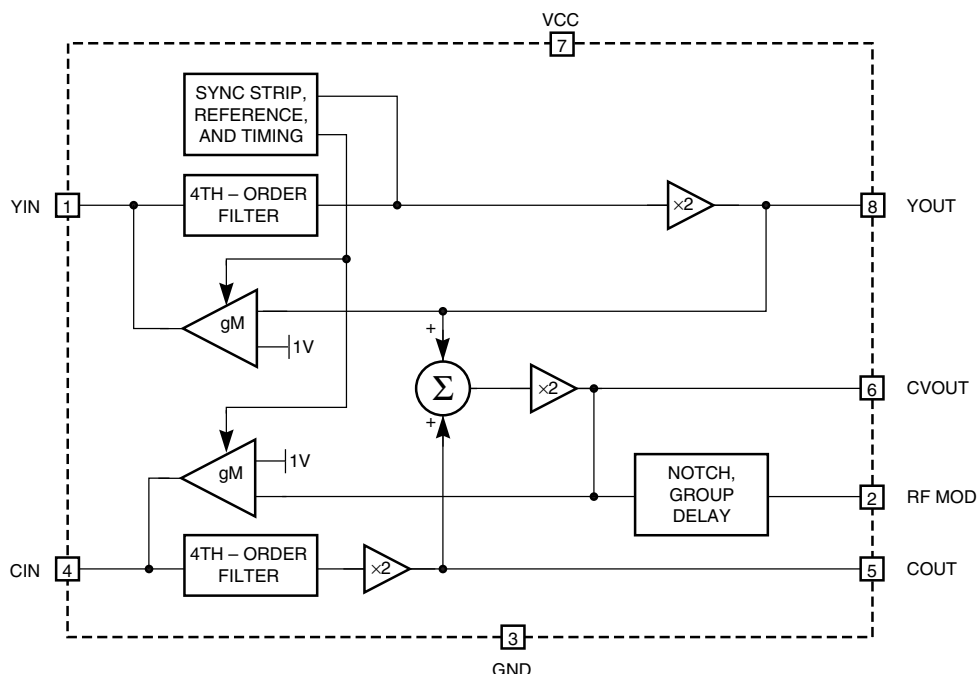 VCC
7
SYNC STRIP,
REFERENCE,
AND TIMING
YIN 1
4TH – ORDER
FILTER
×2
8 YOUT
gM
1V
+
Σ
×2
6 CVOUT
+
gM
1V
NOTCH,
GROUP
DELAY
2 RF MOD
CIN 4
4TH – ORDER
FILTER
×2
5 COUT
3
GND